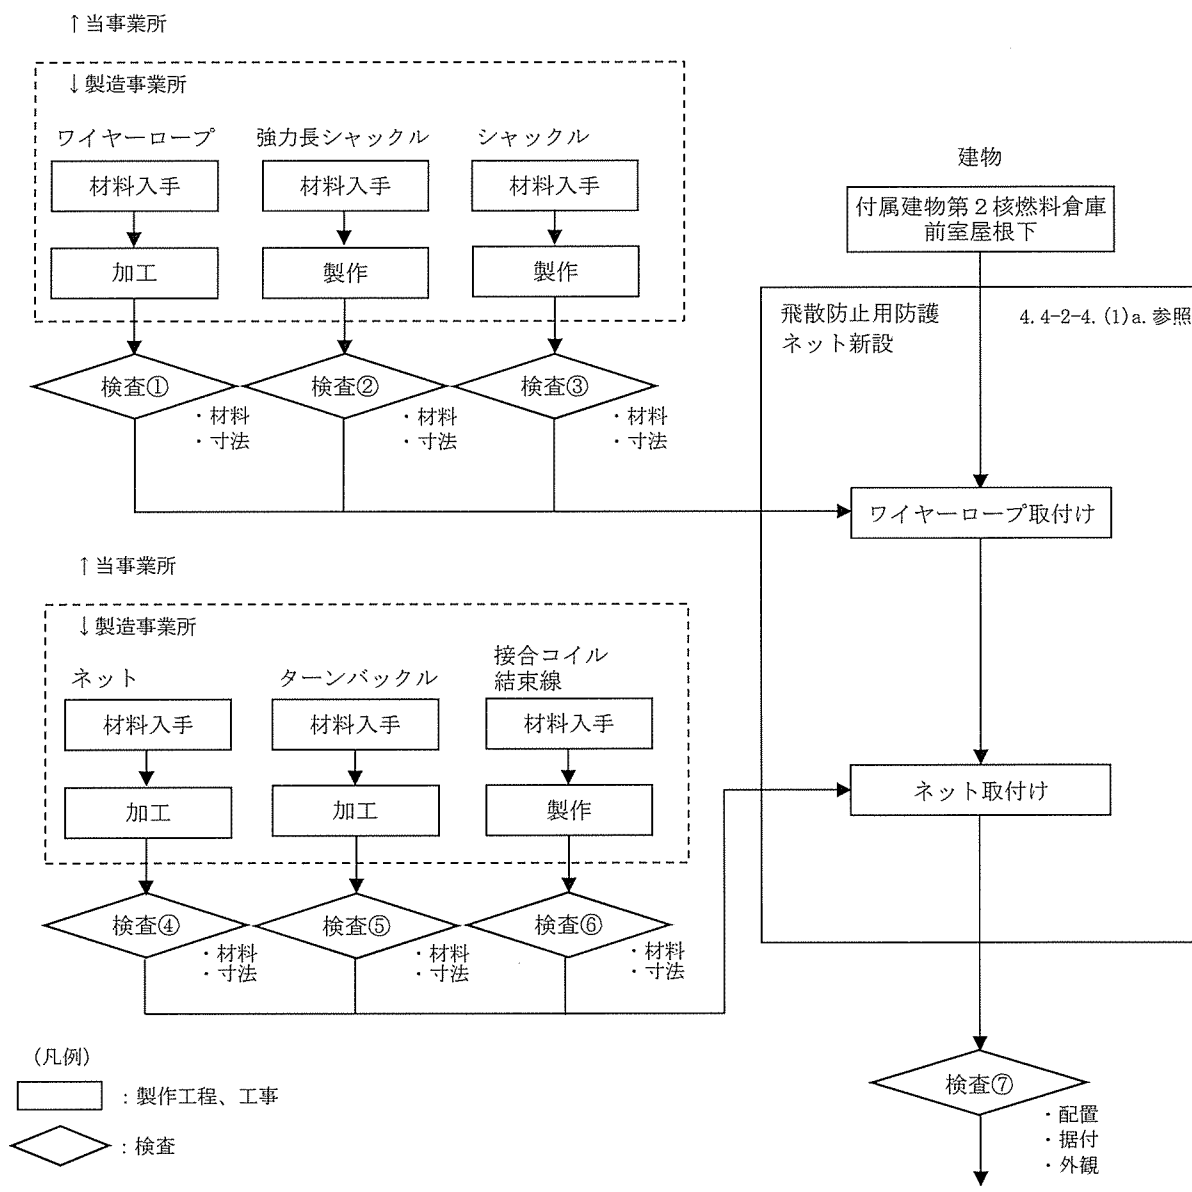 ↑当事業所
↓製造事業所
ワイヤーロープ
強力長シャックル
シャックル
材料入手
材料入手
材料入手
加工
製作
製作
検査①
・材料
・寸法
検査②
・材料
・寸法
検査③
・材料
・寸法
建物
付属建物第2核燃料倉庫
前室屋根下
飛散防止用防護
ネット新設
4.4-2-4.(1)a.参照
ワイヤーロープ取付け
↑当事業所
↓製造事業所
ネット
ターンバックル
接合コイル
結束線
材料入手
材料入手
材料入手
加工
加工
製作
検査④
・材料
・寸法
検査⑤
・材料
・寸法
検査⑥
・材料
・寸法
ネット取付け
検査⑦
・配置
・据付
・外観
(凡例)
：製作工程、工事
：検査